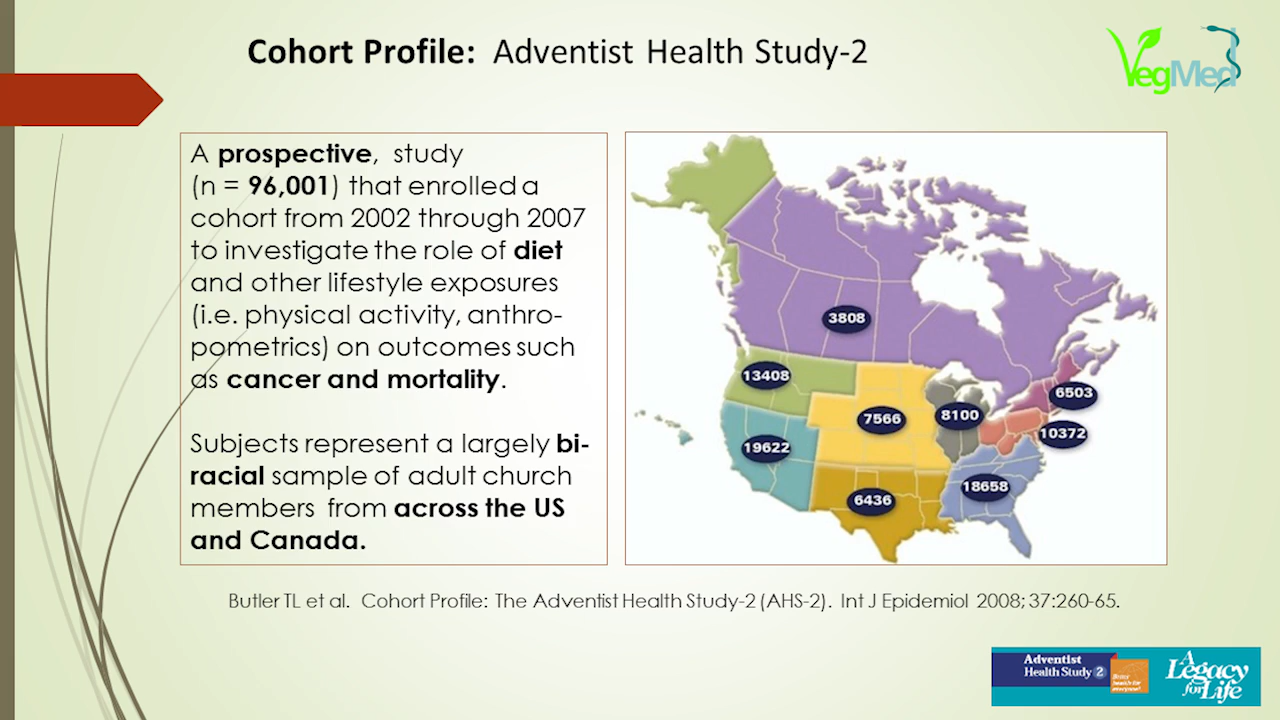 Cohort Profile: Adventist Health Study-2
VegMed
A prospective, study
(n = 96,001) that enrolled a
cohort from 2002 through 2007
to investigate the role of diet
and other lifestyle exposures
(i.e. physical activity, anthro-
pometrics) on outcomes such
as cancer and mortality.
Subjects represent a largely bi-
racial sample of adult church
members from across the US
and Canada.
3808
13408
6503
7566
8100
10372
19622
18658
6436
Butler TL et al. Cohort Profile: The Adventist Health Study-2 (AHS-2). Int J Epidemiol 2008; 37:260-65.
Adventist
Health Study 2
Better
health for
everyone!
A
Legacy
for Life